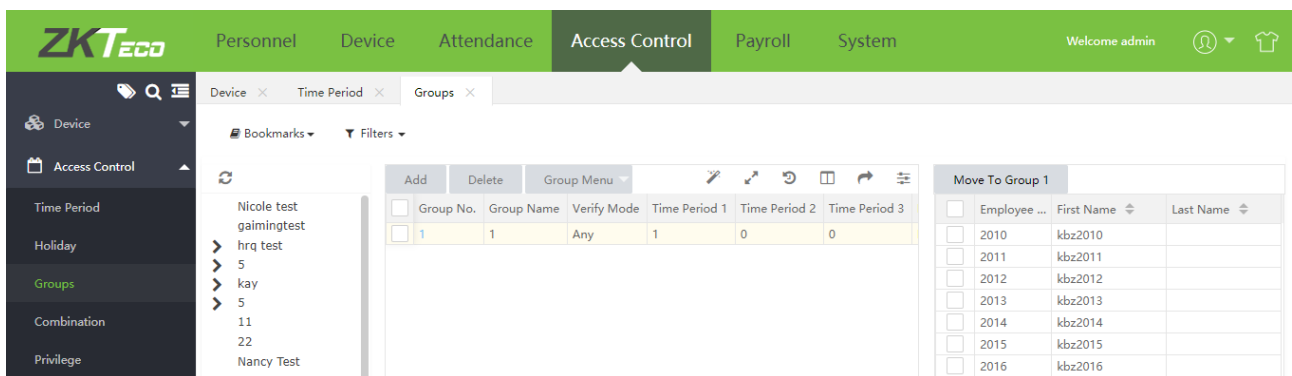 ZKTECO Personnel Device Attendance Access Control Payroll System Welcome admin
Device × Time Period × Groups ×
Device
Bookmarks Filters
Access Control
Add Delete Group Menu Move To Group 1
Time Period
Holiday
Groups
Combination
Privilege
Nicole test
gaimingtest
hrq test
5
kay
5
11
22
Nancy Test
Group No. Group Name Verify Mode Time Period 1 Time Period 2 Time Period 3
1 1 Any 1 0 0
Employee ... First Name Last Name
2010 kbz2010
2011 kbz2011
2012 kbz2012
2013 kbz2013
2014 kbz2014
2015 kbz2015
2016 kbz2016